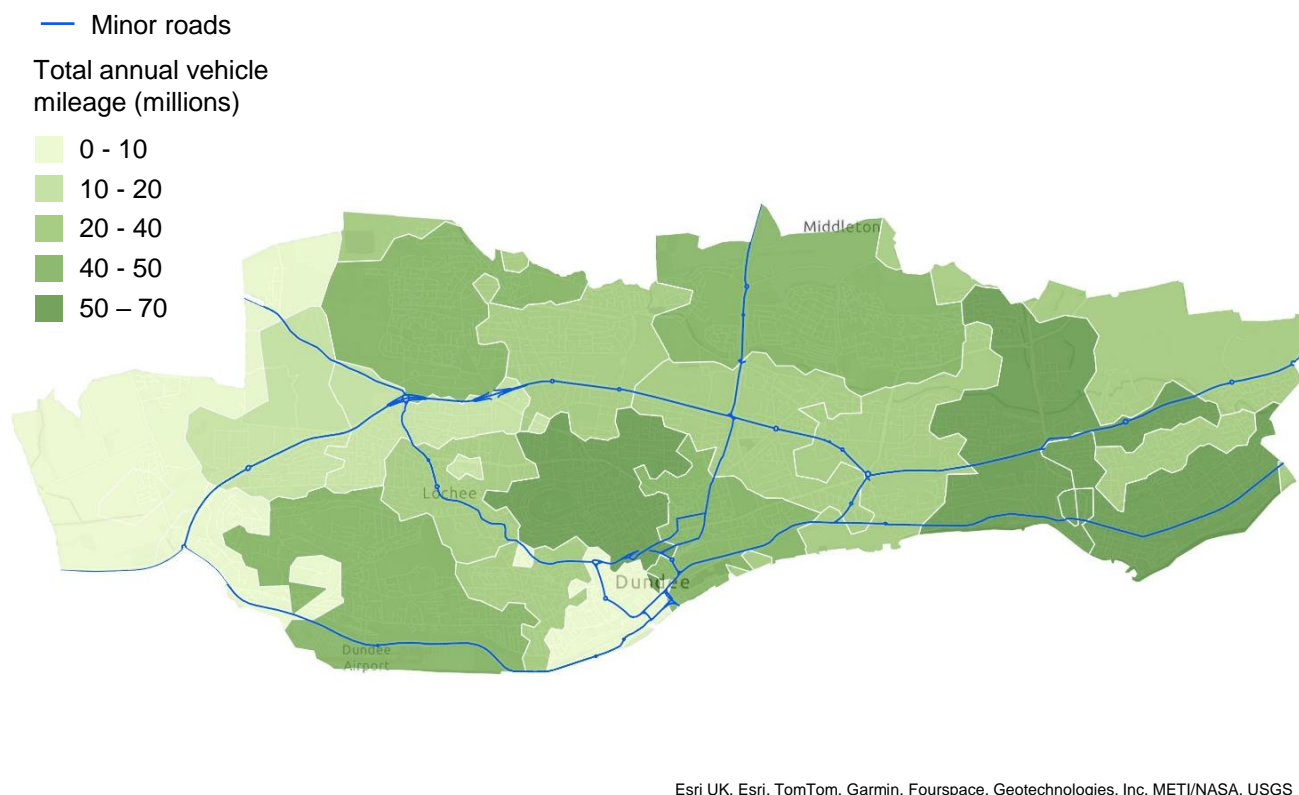 Minor roads
Total annual vehicle
mileage (millions)
0 - 10
10 - 20
20 - 40
40 - 50
50 – 70
Middleton
Lochee
Dundee
Dundee
Airport
Esri UK, Esri, TomTom, Garmin, Fourspace, Geotechnologies, Inc, METI/NASA, USGS